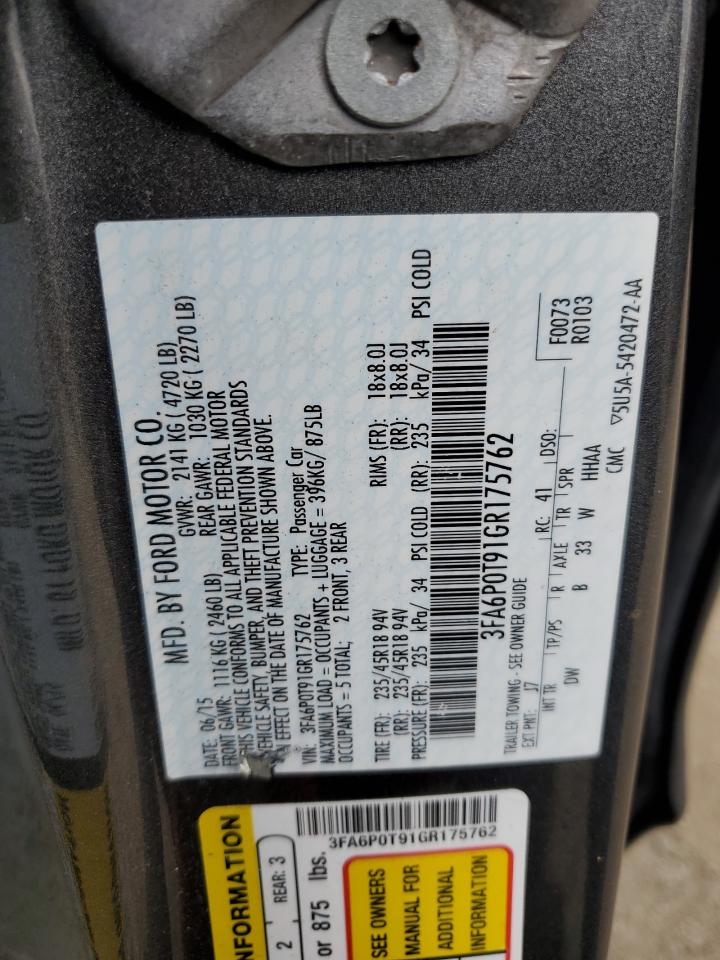 MFD. BY FORD MOTOR CO.
DATE: 06/15 GVWR: 2141 KG ( 4720 LB)
FRONT GAWR: 1116 KG ( 2460 LB) REAR GAWR: 1030 KG ( 2270 LB)
THIS VEHICLE CONFORMS TO ALL APPLICABLE FEDERAL MOTOR
VEHICLE SAFETY, BUMPER, AND THEFT PREVENTION STANDARDS
IN EFFECT ON THE DATE OF MANUFACTURE SHOWN ABOVE.
VIN: 3FA6P0T91GR175762 TYPE: Passenger Car
MAXIMUM LOAD = OCCUPANTS + LUGGAGE = 396KG/ 875LB
OCCUPANTS = 5 TOTAL; 2 FRONT, 3 REAR
TIRE (FR): 235/45R18 94V RIMS (FR): 18x8.0J
(RR): 235/45R18 94V (RR): 18x8.0J
PRESSURE (FR): 235 kPa/ 34 PSI COLD (RR): 235 kPa/ 34 PSI COLD
3FA6P0T91GR175762
TRAILER TOWING - SEE OWNER GUIDE
EXT PNT: J7 RC: 41 DSO:
F0073
R0103
INT TR TP/PS R AXLE TR SPR
DW B 33 W HHAA
CMC ▽5U5A-5420472-AA
3FA6P0T91GR175762
NFORMATION
2 REAR: 3
or 875 lbs.
SEE OWNERS
MANUAL FOR
ADDITIONAL
INFORMATION